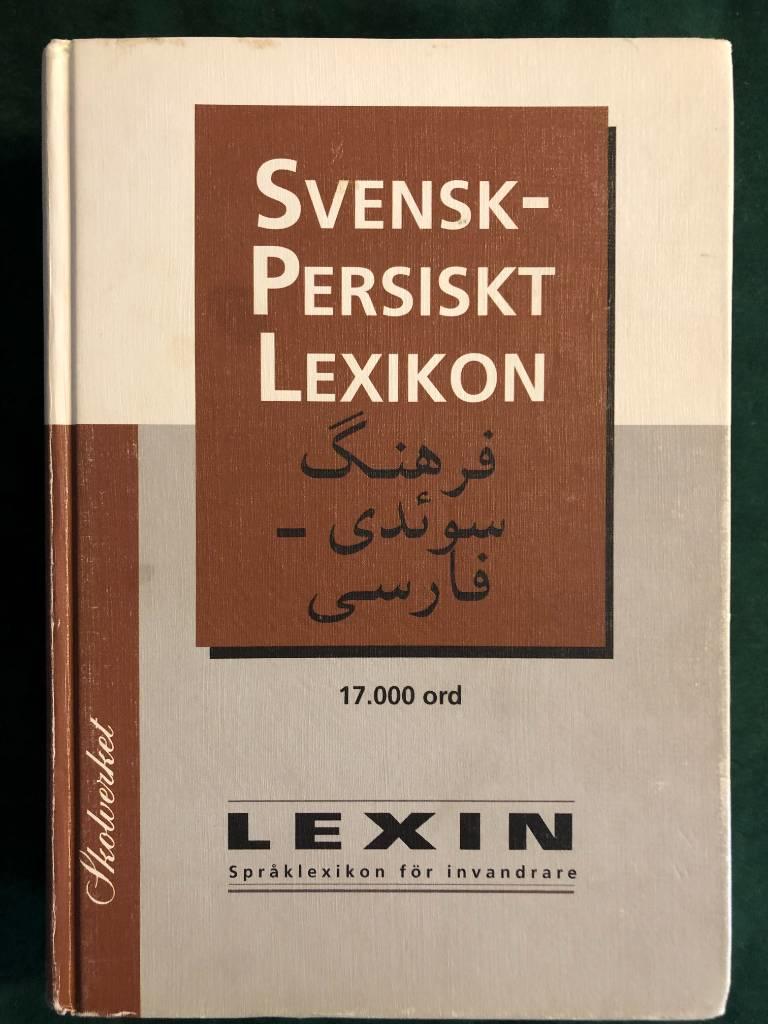 SVENSK-
PERSISKT
LEXIKON
فرهنگ
سوئدی -
فارسی
17.000 ord
LEXIN
Språklexikon för invandrare
Skolverket